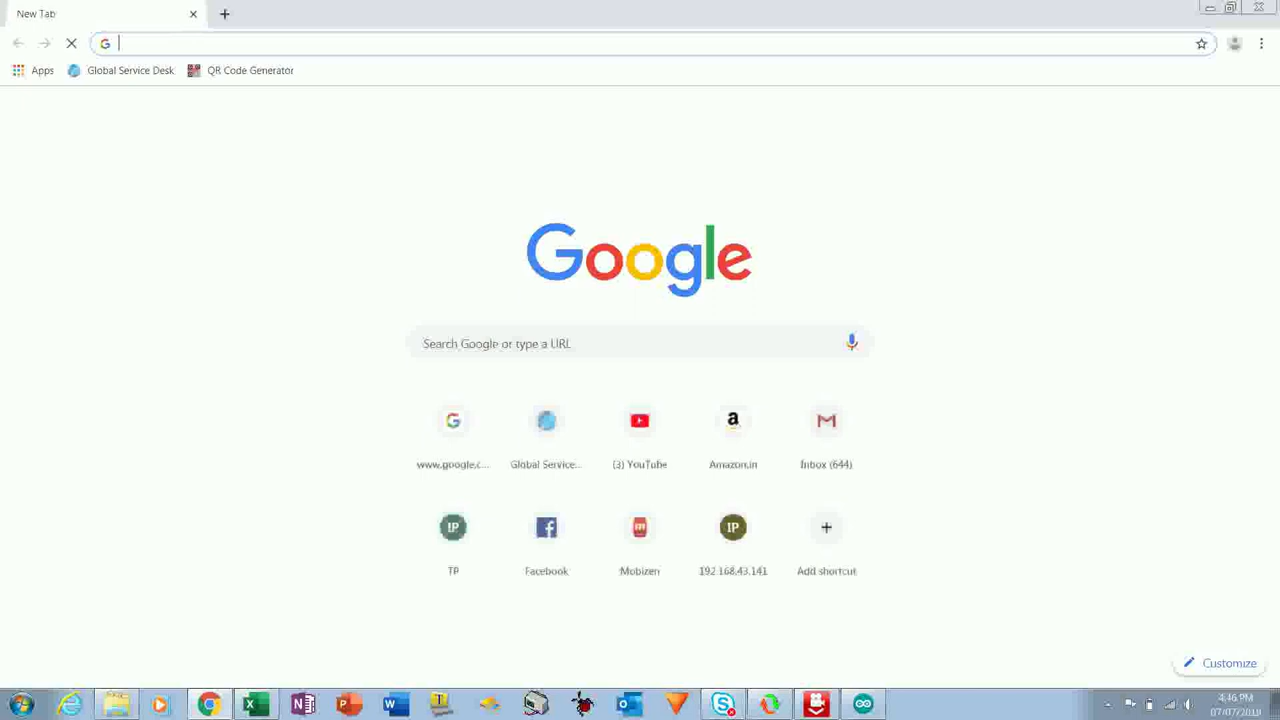 New Tab
Apps
Global Service Desk
QR Code Generator
Google
Search Google or type a URL
www.google.c...
Global Service...
(3) YouTube
Amazon.in
Inbox (644)
IP
IP
TP
Facebook
Mobizen
192.168.43.141
Add shortcut
Customize
4:46 PM